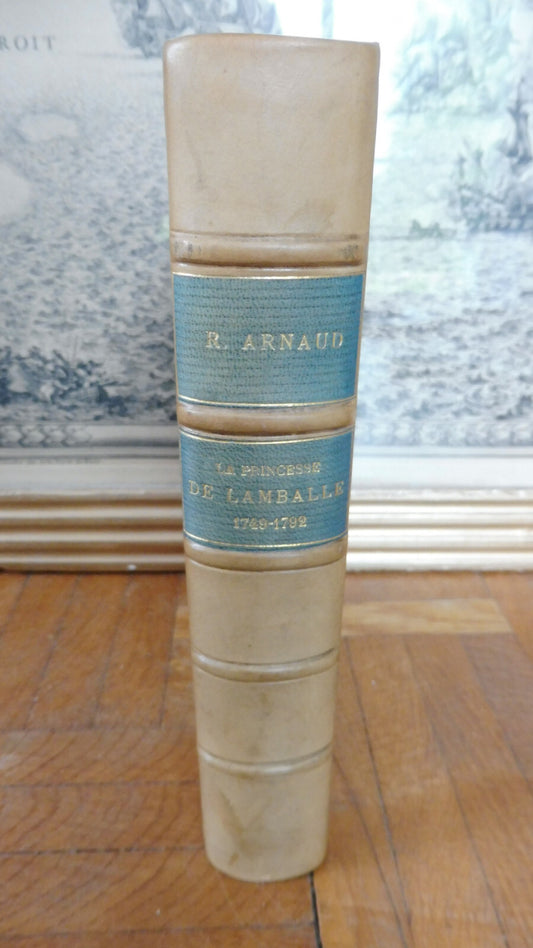 ROIT
R. ARNAUD
LA PRINCESSE
DE LAMBALLE
1749-1792